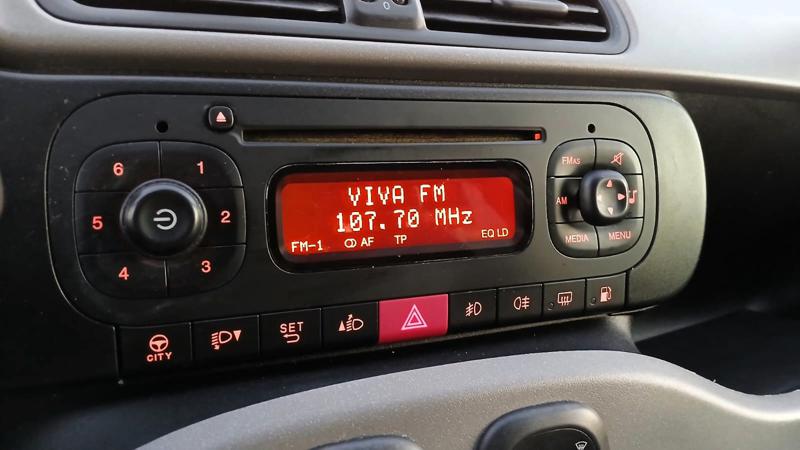 0
6 1
5 2
4 3
VIVA FM
107.70 MHz
FM-1 AF TP EQ LD
FMAS
AM
MEDIA MENU
CITY
SET